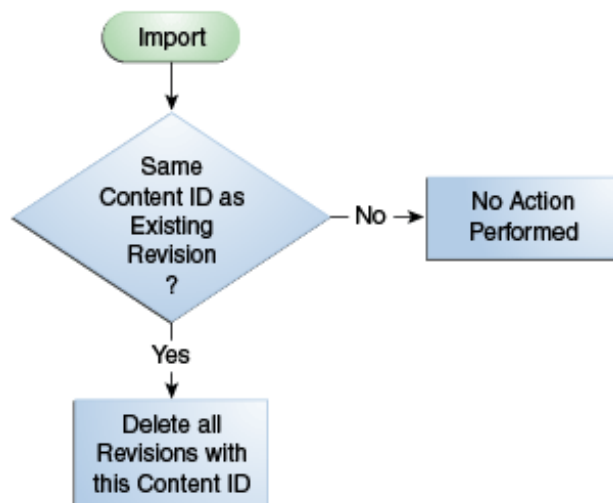 Import
Same
Content ID as
Existing
Revision
?
No
No Action
Performed
Yes
Delete all
Revisions with
this Content ID